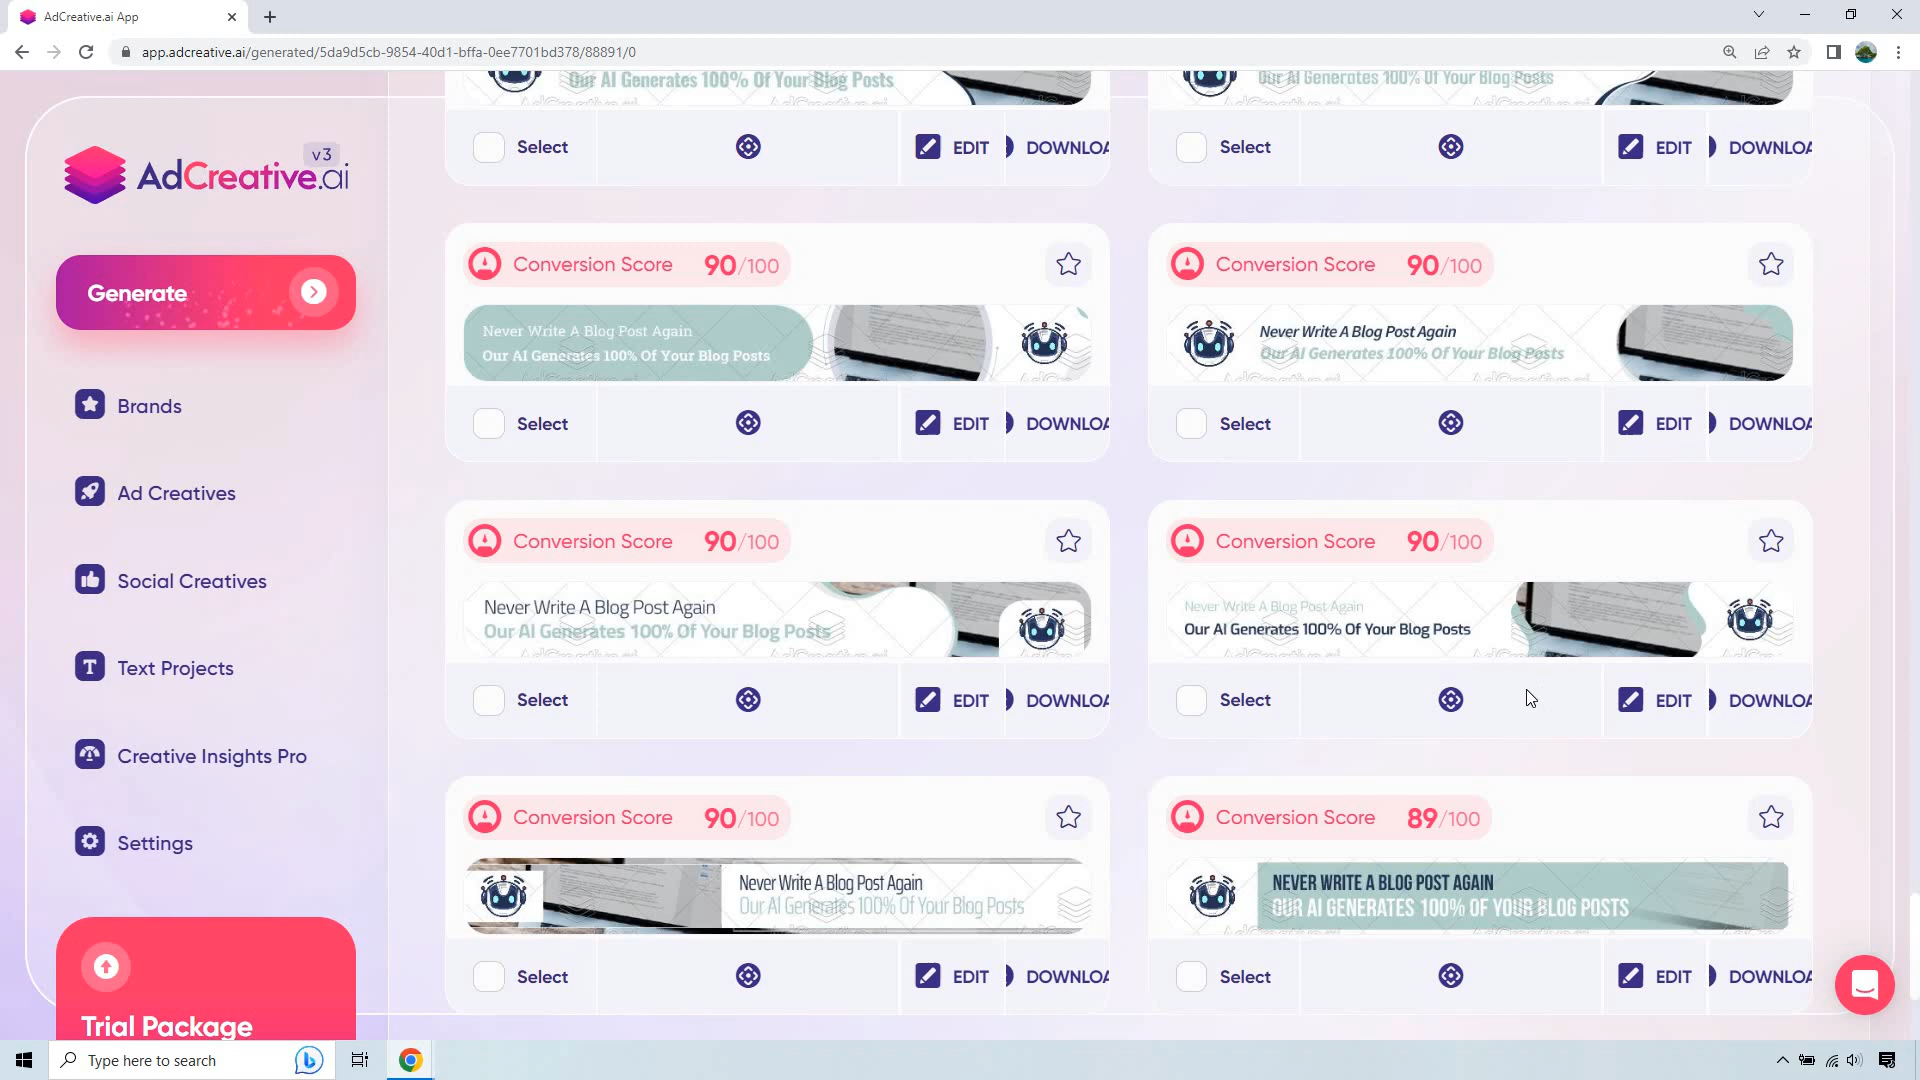 AdCreative.ai App
app.adcreative.ai/generated/5da9d5cb-9854-40d1-bffa-0ee7701bd378/88891/0
AdCreative.ai v3
Generate
Brands
Ad Creatives
Social Creatives
Text Projects
Creative Insights Pro
Settings
Trial Package
Our AI Generates 100% Of Your Blog Posts
Our AI Generates 100% Of Your Blog Posts
Select EDIT DOWNLOA
Select EDIT DOWNLOA
Conversion Score 90/100
Never Write A Blog Post Again
Our AI Generates 100% Of Your Blog Posts
Select EDIT DOWNLOA
Conversion Score 90/100
Never Write A Blog Post Again
Our AI Generates 100% Of Your Blog Posts
Select EDIT DOWNLOA
Conversion Score 90/100
Never Write A Blog Post Again
Our AI Generates 100% Of Your Blog Posts
Select EDIT DOWNLOA
Conversion Score 90/100
Never Write A Blog Post Again
Our AI Generates 100% Of Your Blog Posts
Select EDIT DOWNLOA
Conversion Score 90/100
Never Write A Blog Post Again
Our AI Generates 100% Of Your Blog Posts
Select EDIT DOWNLOA
Conversion Score 89/100
NEVER WRITE A BLOG POST AGAIN
OUR AI GENERATES 100% OF YOUR BLOG POSTS
Select EDIT DOWNLOA
Type here to search